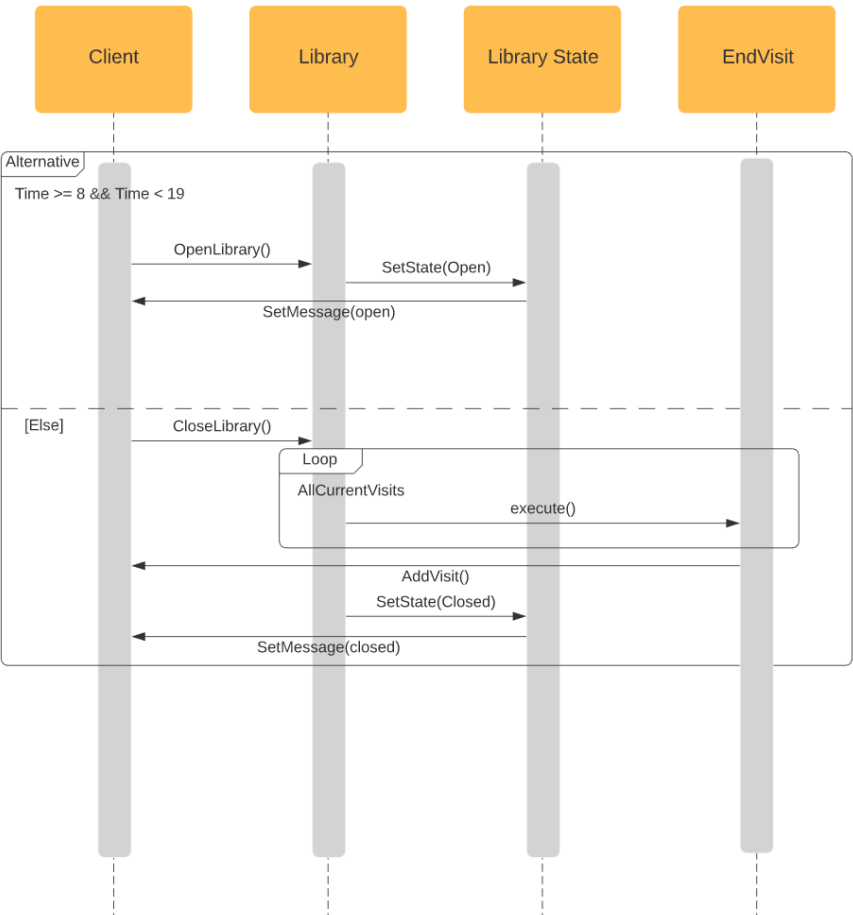 Client
Library
Library State
EndVisit
Alternative
Time >= 8 && Time < 19
OpenLibrary()
SetState(Open)
SetMessage(open)
[Else]
CloseLibrary()
Loop
AllCurrentVisits
execute()
AddVisit()
SetState(Closed)
SetMessage(closed)